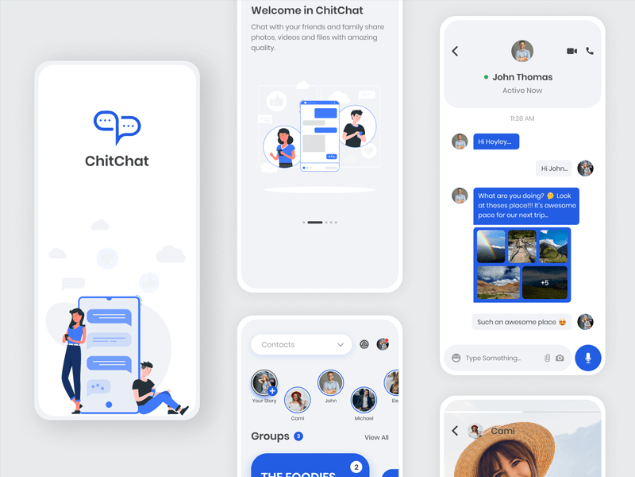 ChitChat
Welcome in ChitChat
Chat with your friends and family share
photos, videos and files with amazing
quality.
Contacts
Your Story
Cami
John
Michael
Groups 3
View All
THE FOODIES
2
John Thomas
Active Now
11:28 AM
Hi Hoyley...
Hi John...
What are you doing? 🤔 Look
at theses place!!! It's awesome
pace for our next trip...
+5
Such an awesome place 😍
Type Something...
Cami